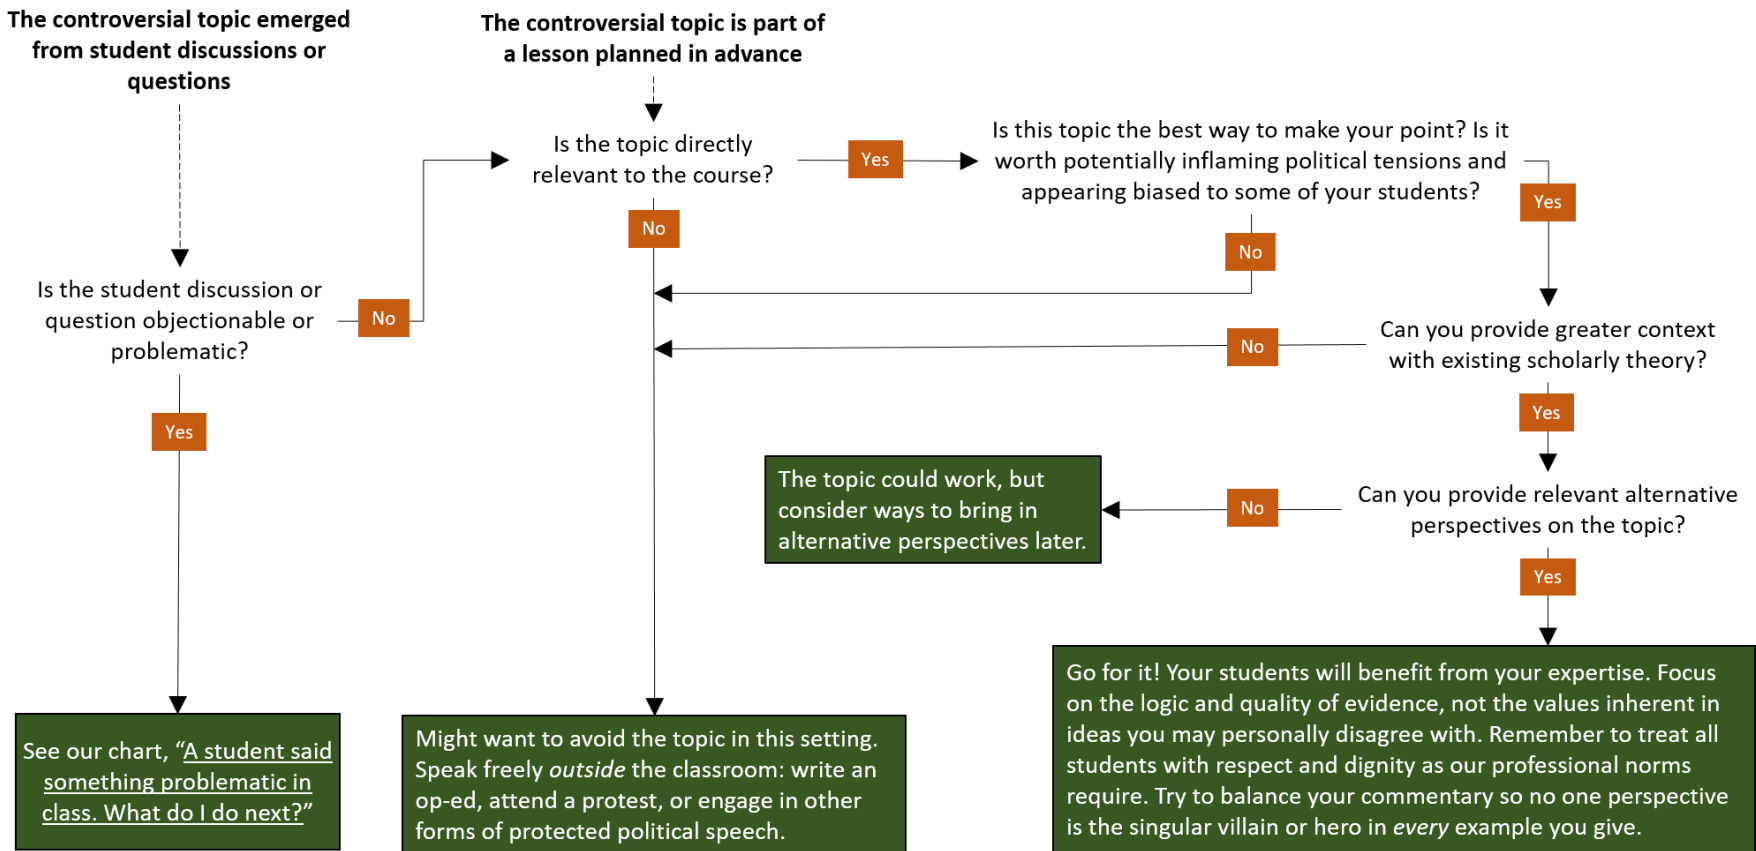 The controversial topic emerged
from student discussions or
questions
The controversial topic is part of
a lesson planned in advance
Is the topic directly
relevant to the course?
Yes
No
Is this topic the best way to make your point? Is it
worth potentially inflaming political tensions and
appearing biased to some of your students?
Yes
No
Is the student discussion or
question objectionable or
problematic?
No
Yes
Can you provide greater context
with existing scholarly theory?
No
Yes
Can you provide relevant alternative
perspectives on the topic?
No
Yes
The topic could work, but
consider ways to bring in
alternative perspectives later.
See our chart, “A student said
something problematic in
class. What do I do next?”
Might want to avoid the topic in this setting.
Speak freely outside the classroom: write an
op-ed, attend a protest, or engage in other
forms of protected political speech.
Go for it! Your students will benefit from your expertise. Focus
on the logic and quality of evidence, not the values inherent in
ideas you may personally disagree with. Remember to treat all
students with respect and dignity as our professional norms
require. Try to balance your commentary so no one perspective
is the singular villain or hero in every example you give.